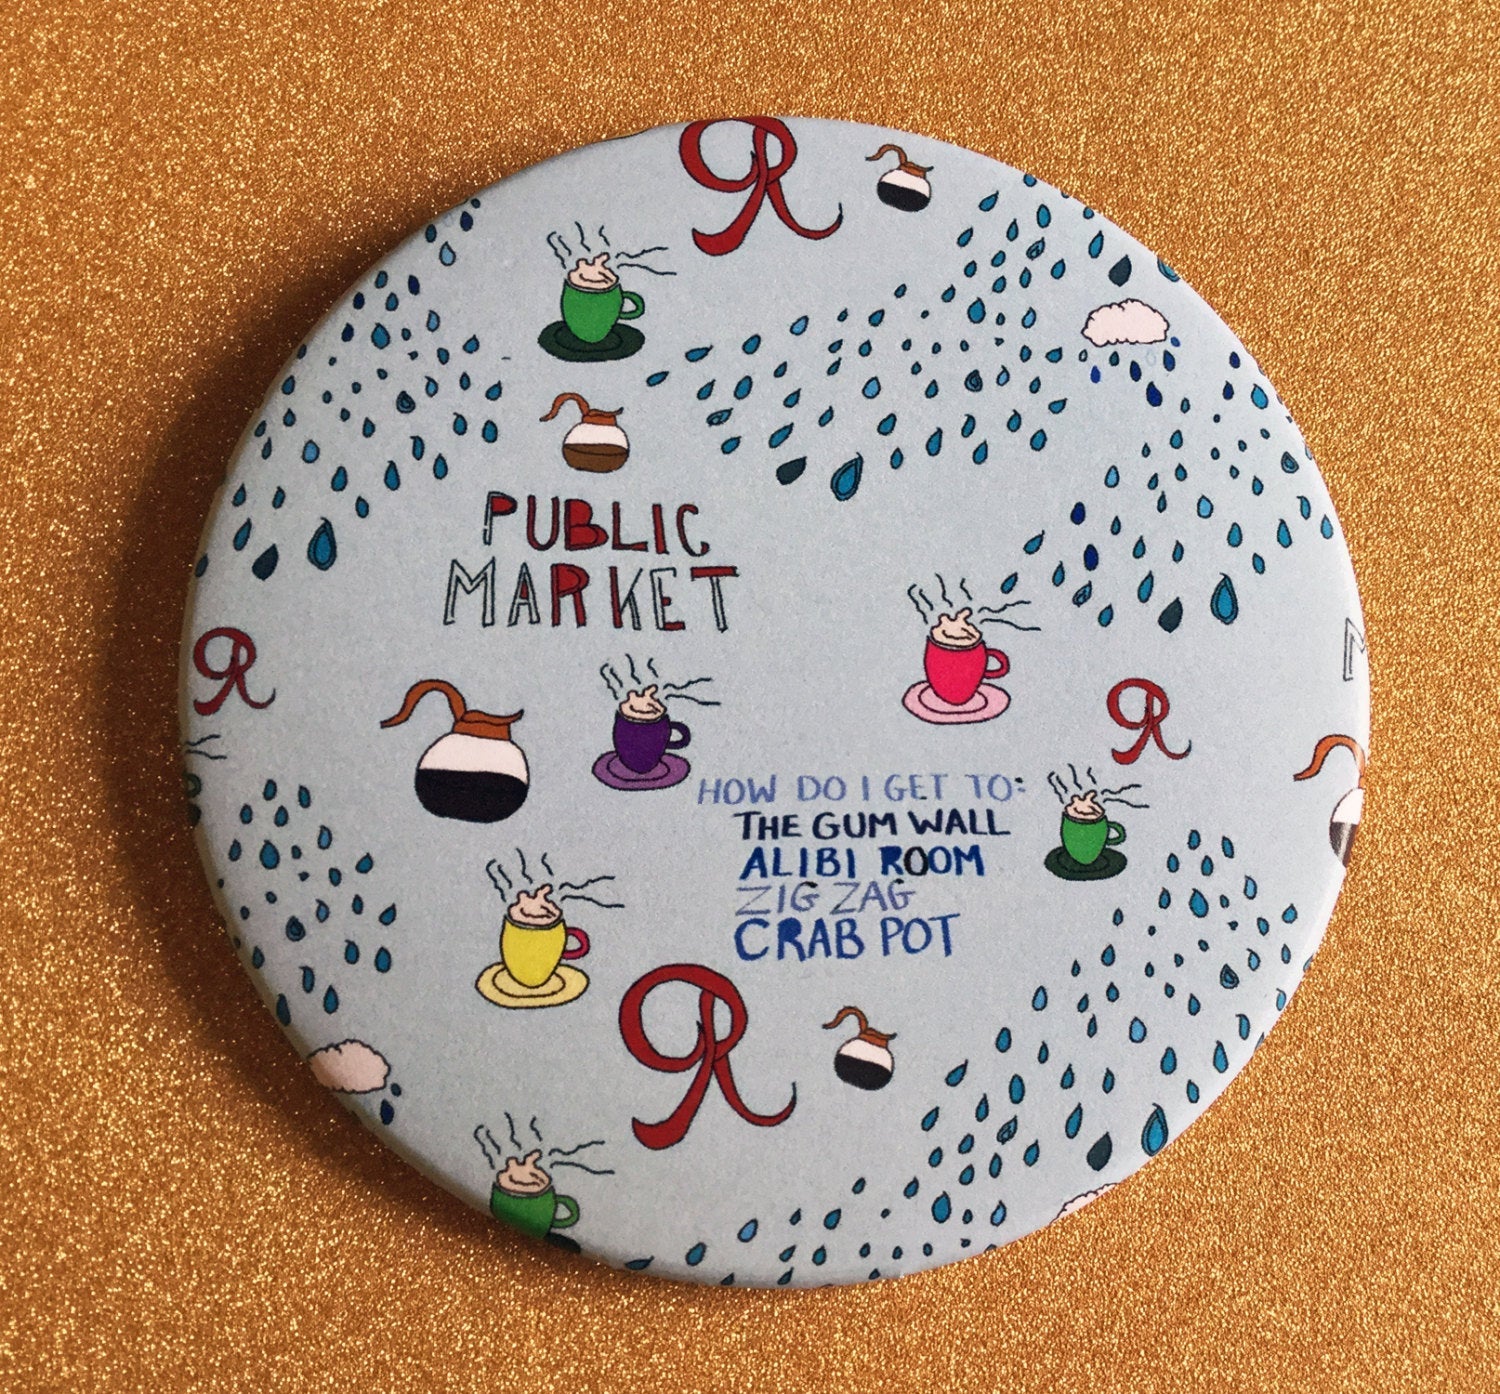 R
PUBLIC
MARKET
R
R
HOW DO I GET TO:
THE GUM WALL
ALIBI ROOM
ZIG ZAG
CRAB POT
R
M